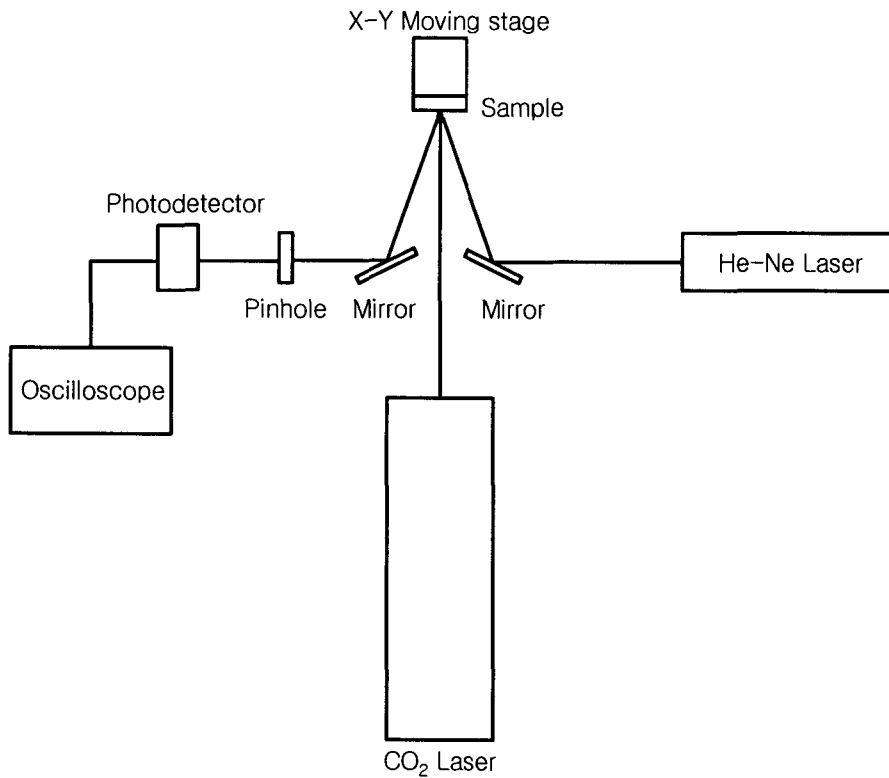 X-Y Moving stage
Sample
Photodetector
He-Ne Laser
Pinhole
Mirror
Mirror
Oscilloscope
CO₂ Laser